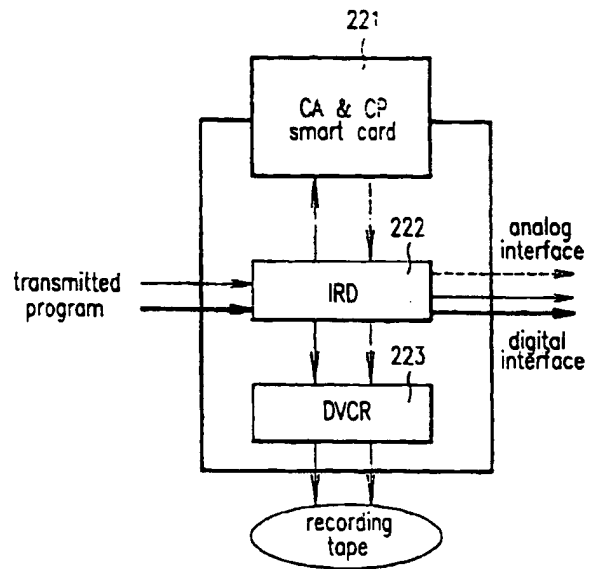 221
CA & CP
smart card
222
analog
interface
transmitted
program
IRD
digital
interface
223
DVCR
recording
tape